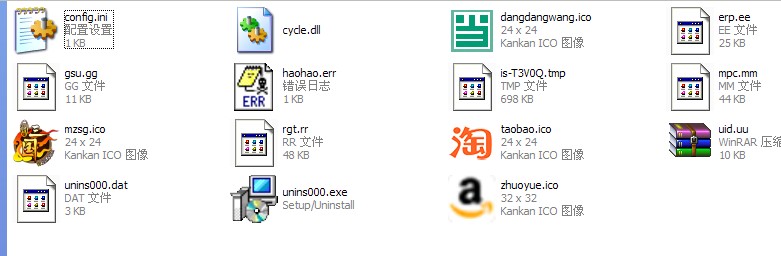 config.ini
配置设置
1 KB
cycle.dll
dangdangwang.ico
24 x 24
Kankan ICO 图像
erp.ee
EE 文件
25 KB
gsu.gg
GG 文件
11 KB
ERR
haohao.err
错误日志
1 KB
is-T3V0Q.tmp
TMP 文件
698 KB
mpc.mm
MM 文件
44 KB
mzsg.ico
24 x 24
Kankan ICO 图像
rgt.rr
RR 文件
48 KB
淘
taobao.ico
24 x 24
Kankan ICO 图像
uid.uu
WinRAR 压缩
10 KB
unins000.dat
DAT 文件
3 KB
unins000.exe
Setup/Uninstall
a
zhuoyue.ico
32 x 32
Kankan ICO 图像